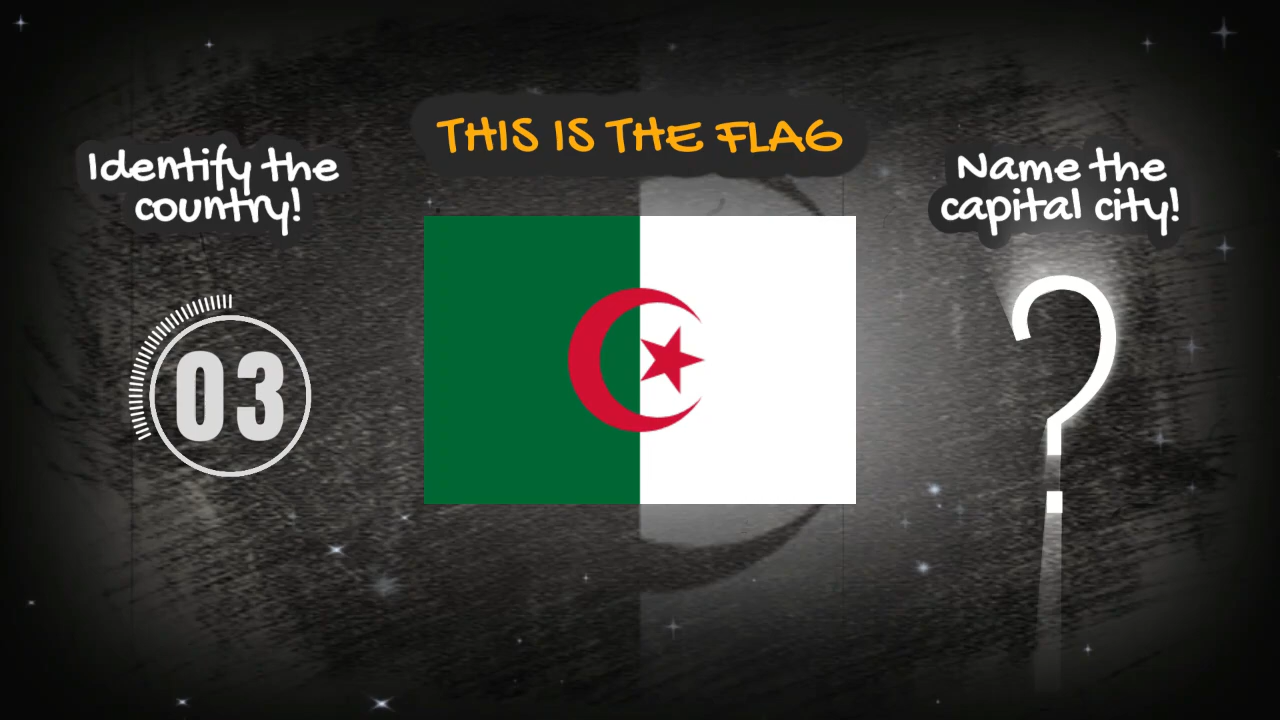 THIS IS THE FLAG
Identify the
country!
03
Name the
capital city!
?